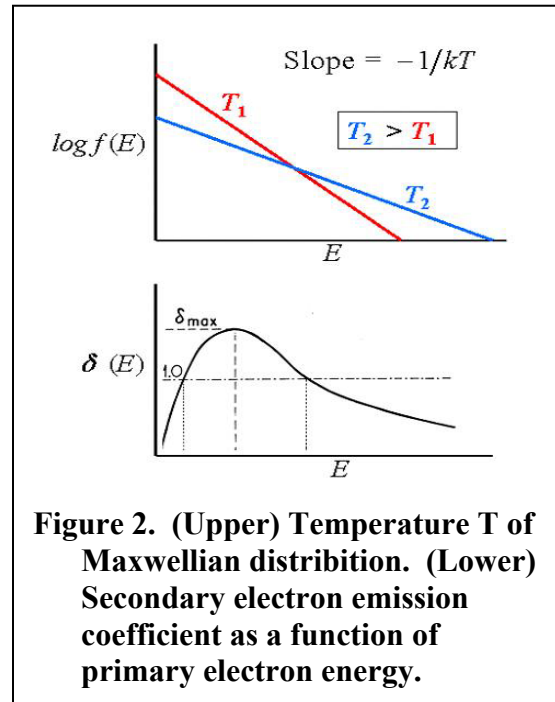 Slope = −1/kT
T₁
log f(E)
T₂ > T₁
T₂
E
δmax
δ (E)
1.0
E
Figure 2. (Upper) Temperature T of
Maxwellian distribition. (Lower)
Secondary electron emission
coefficient as a function of
primary electron energy.